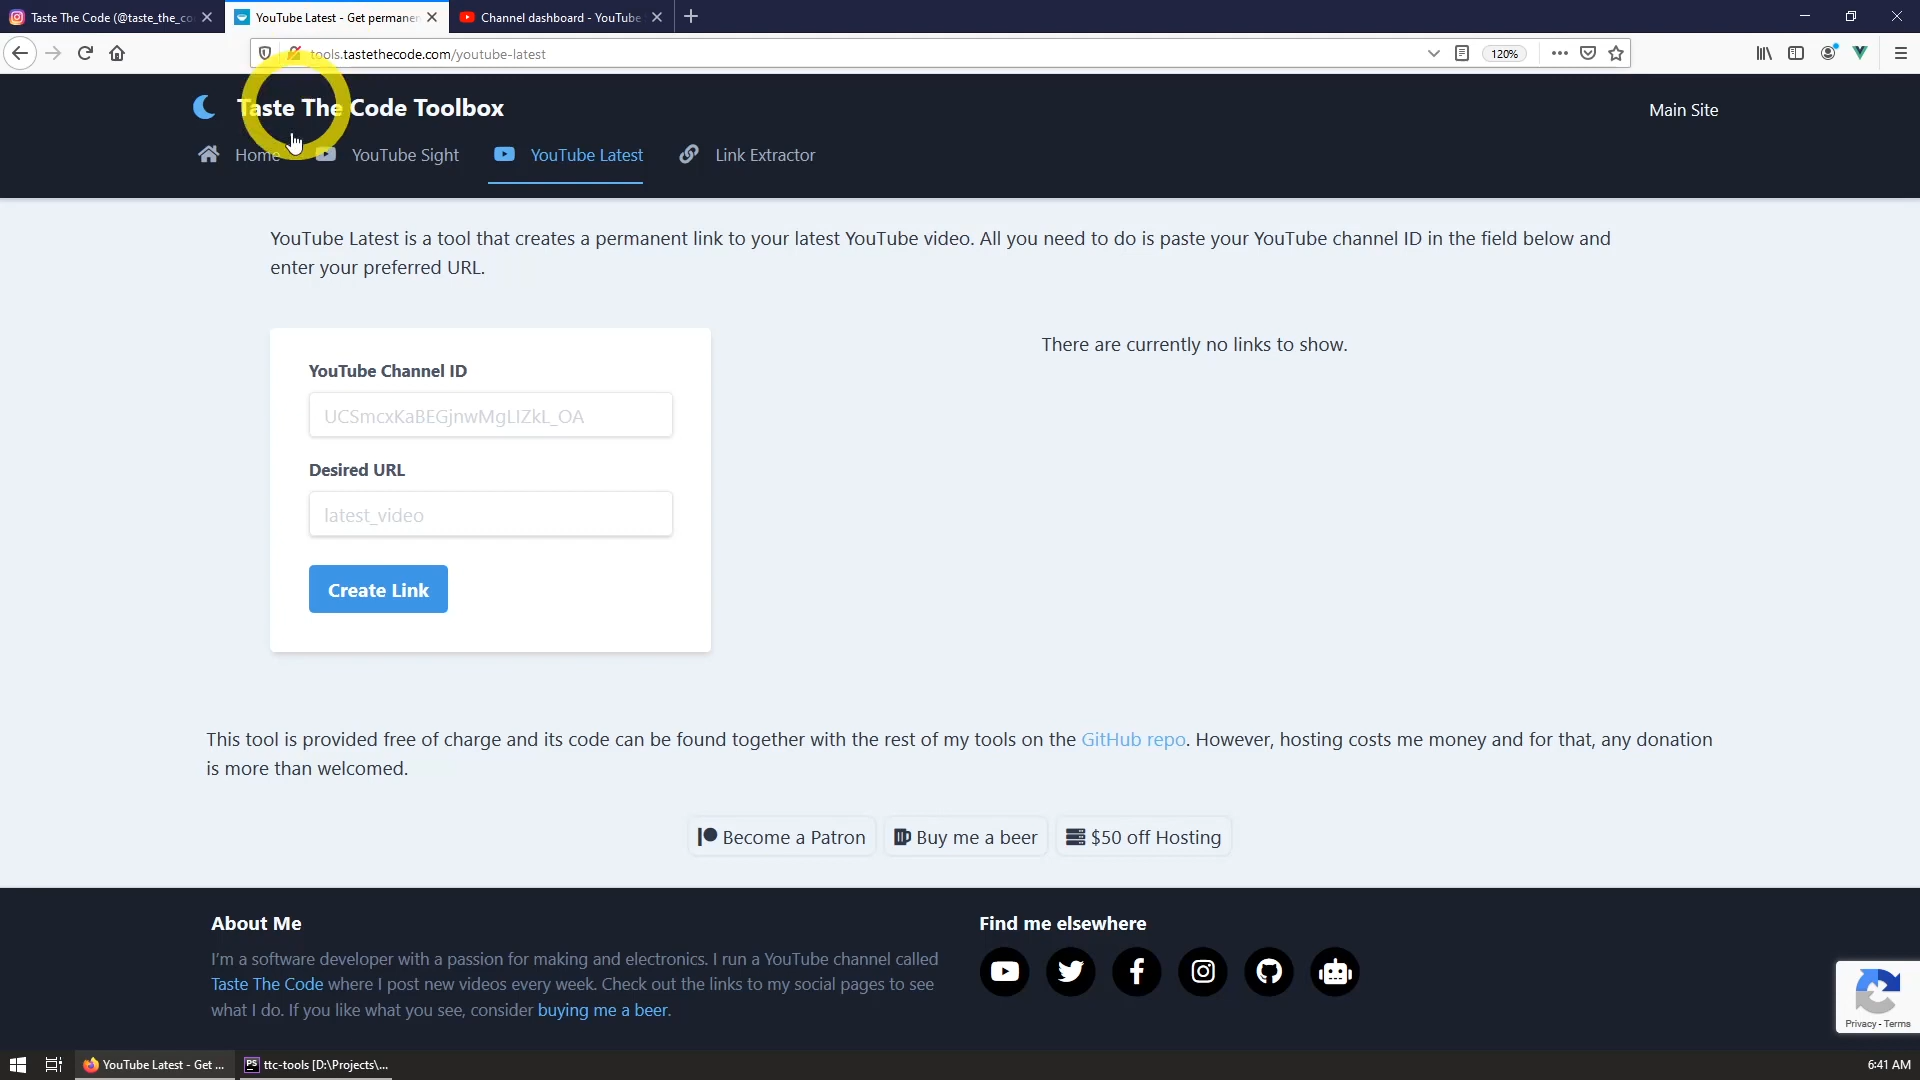 Taste The Code (@taste_the_co
YouTube Latest - Get permanen
Channel dashboard - YouTube
tools.tastethecode.com/youtube-latest
120%
Taste The Code Toolbox
Main Site
Home
YouTube Sight
YouTube Latest
Link Extractor
YouTube Latest is a tool that creates a permanent link to your latest YouTube video. All you need to do is paste your YouTube channel ID in the field below and
enter your preferred URL.
YouTube Channel ID
There are currently no links to show.
UCSmcxKaBEGjnwMgLIZkL_OA
Desired URL
latest_video
Create Link
This tool is provided free of charge and its code can be found together with the rest of my tools on the GitHub repo. However, hosting costs me money and for that, any donation
is more than welcomed.
Become a Patron
Buy me a beer
$50 off Hosting
About Me
I'm a software developer with a passion for making and electronics. I run a YouTube channel called
Taste The Code where I post new videos every week. Check out the links to my social pages to see
what I do. If you like what you see, consider buying me a beer.
Find me elsewhere
Privacy - Terms
YouTube Latest - Get ...
PS
ttc-tools [D:\Projects\...
6:41 AM